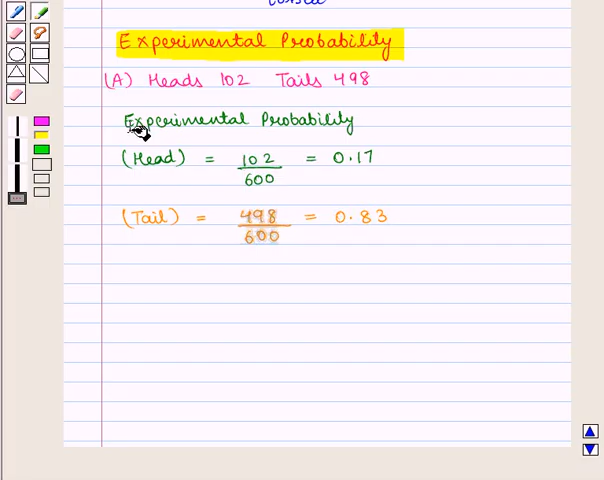 Experimental Probability
(A) Heads 102 Tails 498
Experimental Probability
(Head) = 102/600 = 0.17
(Tail) = 498/600 = 0.83